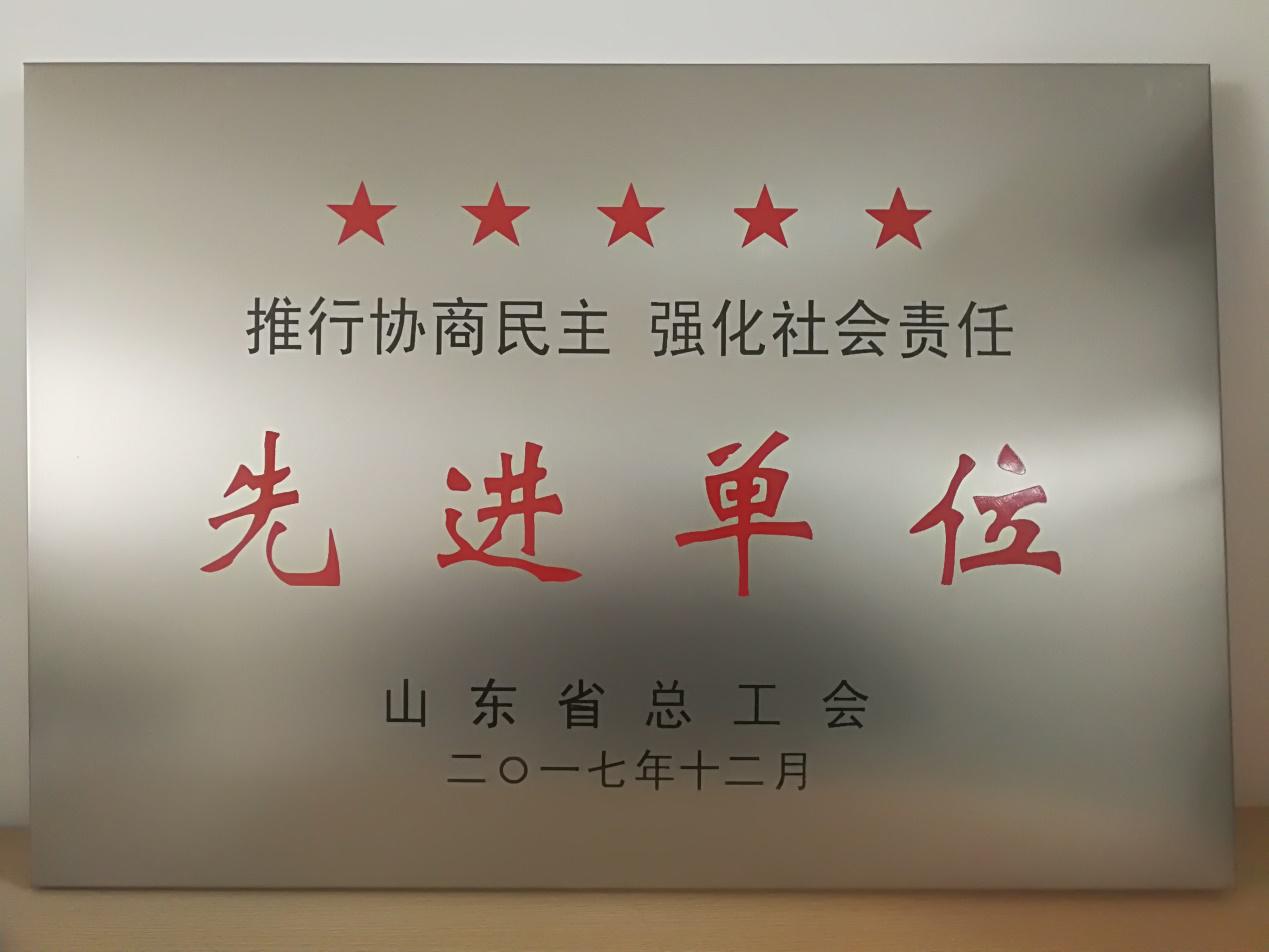 推行协商民主 强化社会责任
先进单位
山东省总工会
二〇一七年十二月